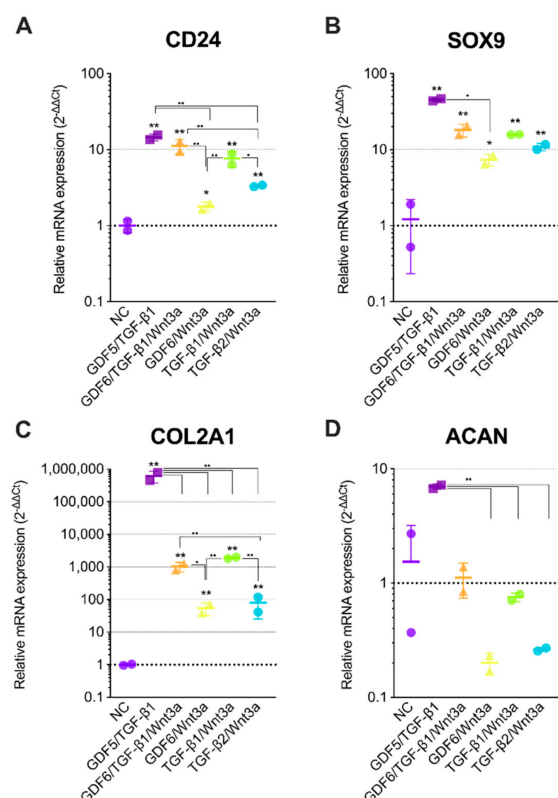 A
CD24
Relative mRNA expression (2-ΔΔCt)
100
10
1
0.1
**
**
**
**
**
**
*
**
*
**
NC
GDF5/TGF-β1
GDF6/TGF-β1/Wnt3a
GDF6/Wnt3a
TGF-β1/Wnt3a
TGF-β2/Wnt3a
B
SOX9
Relative mRNA expression (2-ΔΔCt)
100
10
1
0.1
**
*
**
*
**
**
NC
GDF5/TGF-β1
GDF6/TGF-β1/Wnt3a
GDF6/Wnt3a
TGF-β1/Wnt3a
TGF-β2/Wnt3a
C
COL2A1
Relative mRNA expression (2-ΔΔCt)
1,000,000
100,000
10,000
1,000
100
10
1
0.1
**
**
**
**
*
**
**
**
**
**
NC
GDF5/TGF-β1
GDF6/TGF-β1/Wnt3a
GDF6/Wnt3a
TGF-β1/Wnt3a
TGF-β2/Wnt3a
D
ACAN
Relative mRNA expression (2-ΔΔCt)
10
1
0.1
**
NC
GDF5/TGF-β1
GDF6/TGF-β1/Wnt3a
GDF6/Wnt3a
TGF-β1/Wnt3a
TGF-β2/Wnt3a